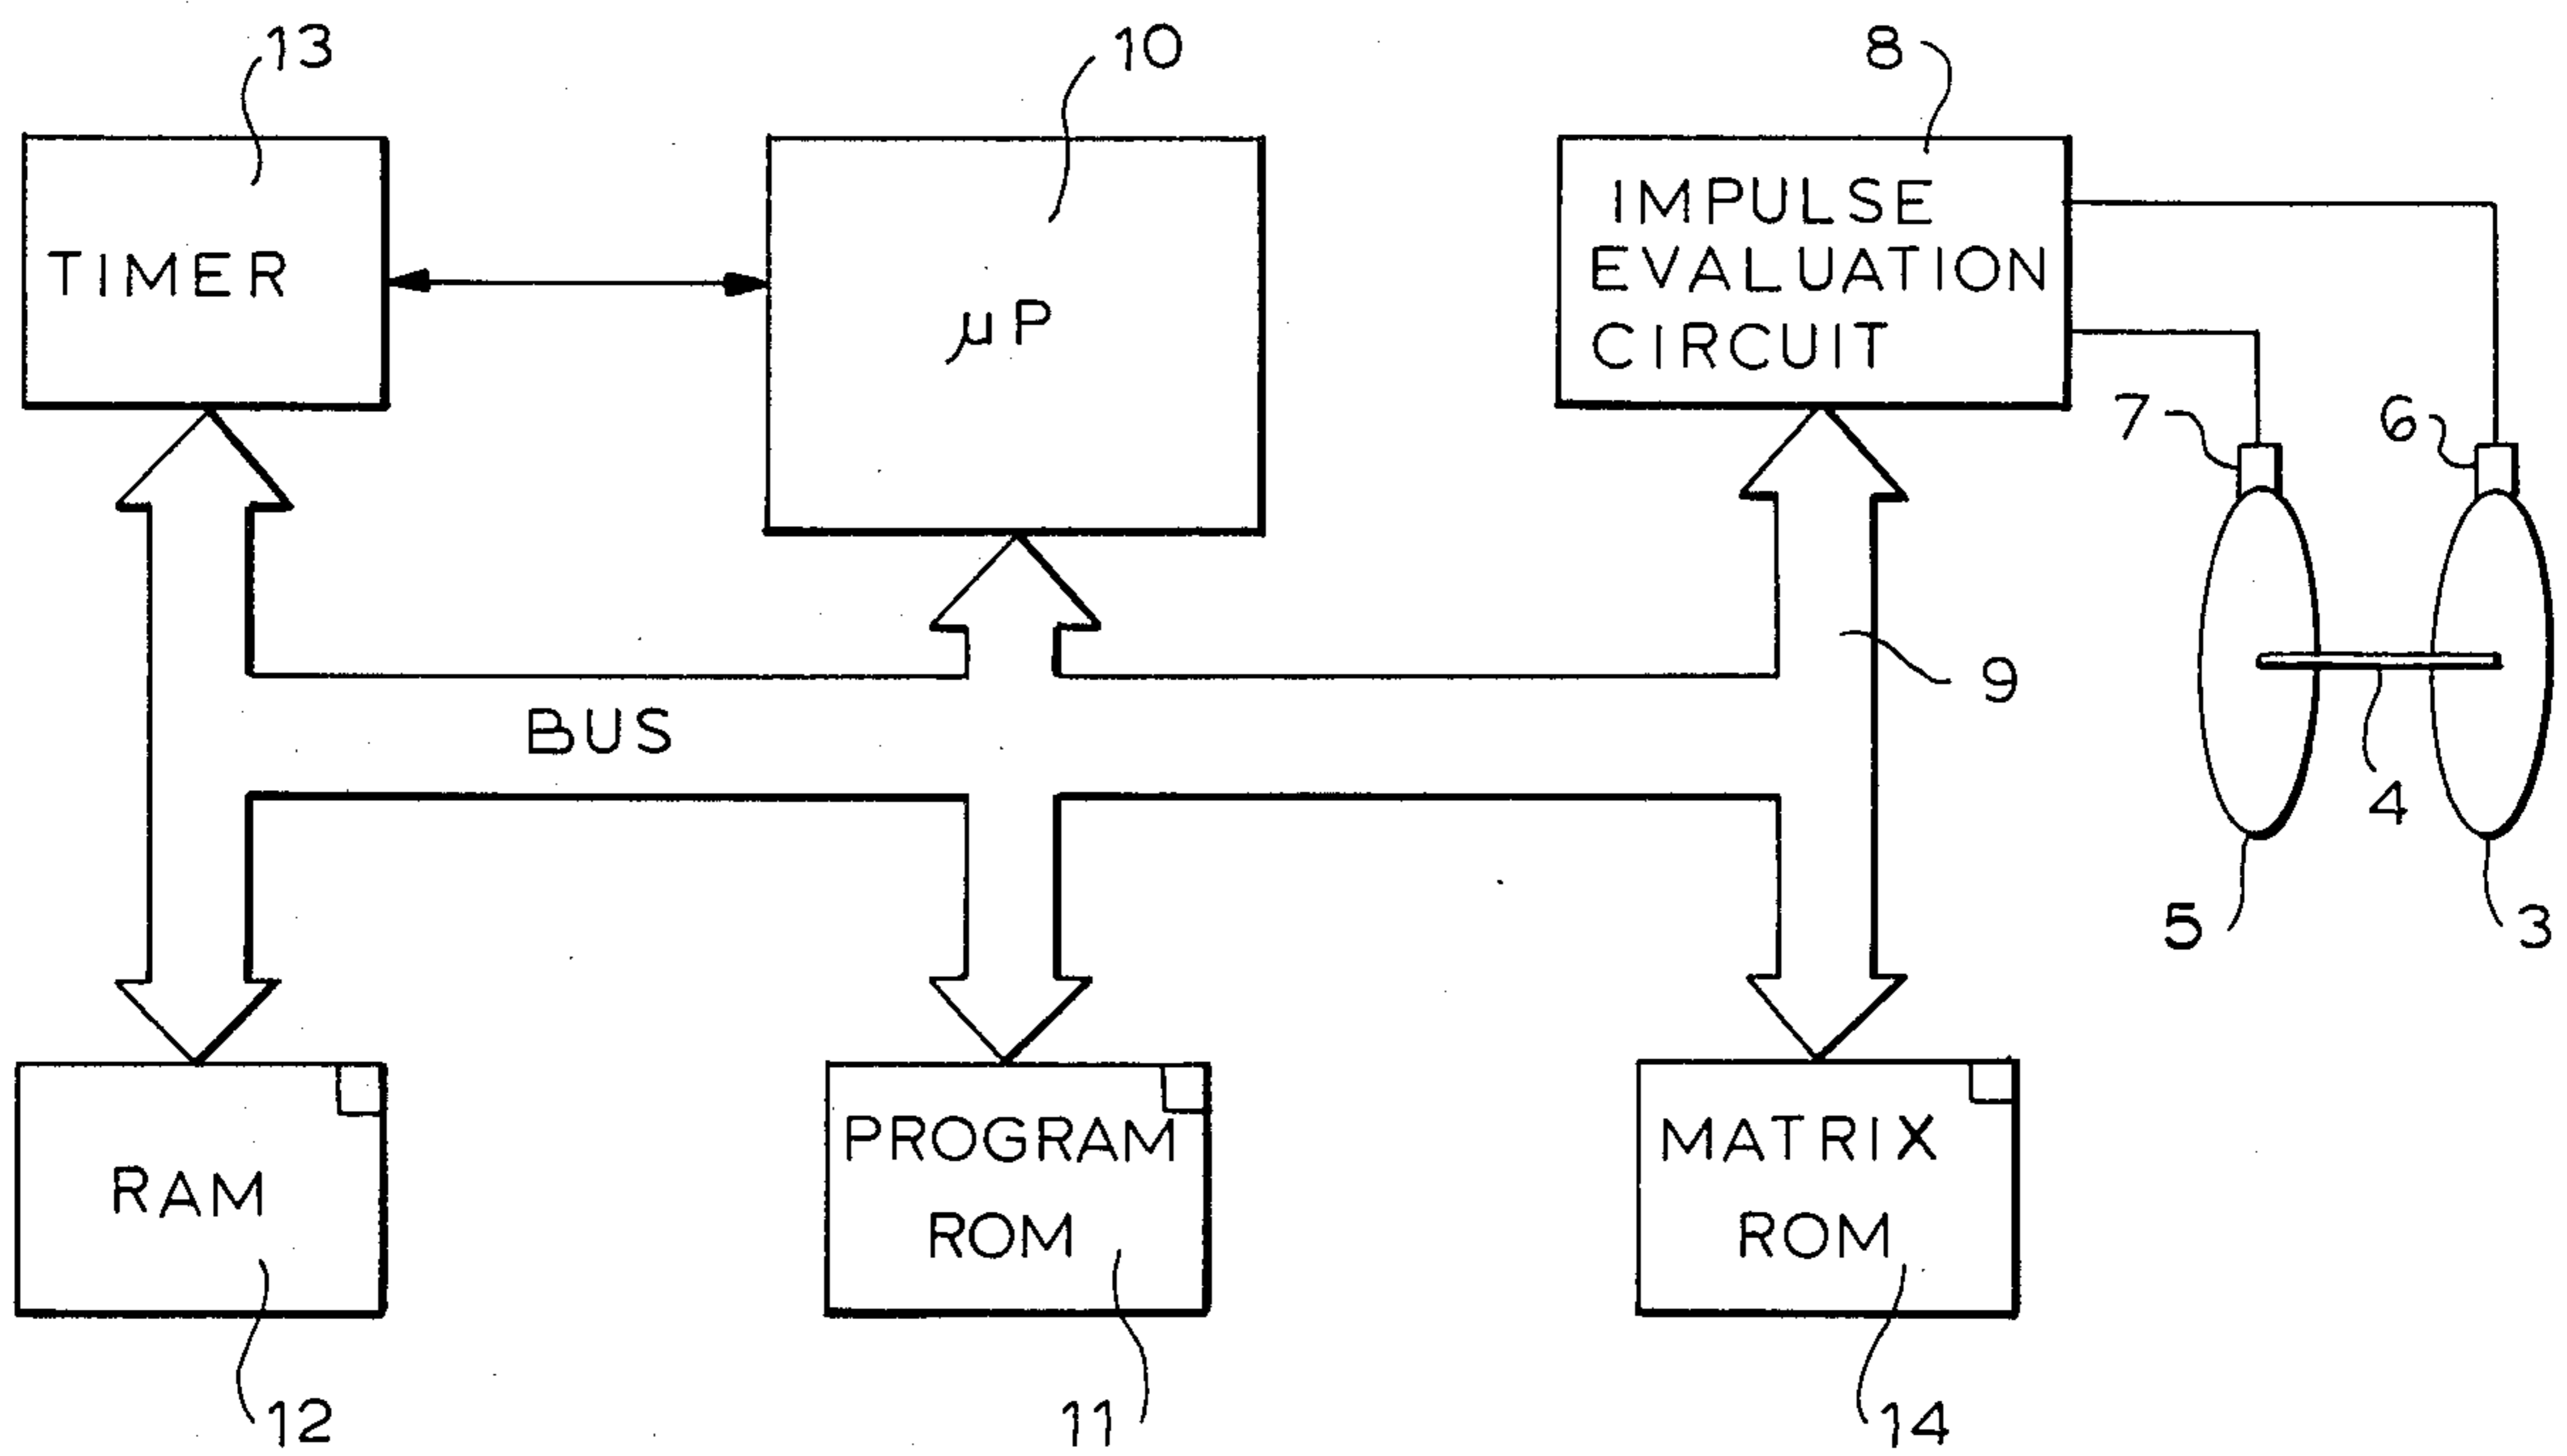 13
10
8
TIMER
µP
IMPULSE
EVALUATION
CIRCUIT
7
6
9
BUS
4
5
3
RAM
PROGRAM
ROM
MATRIX
ROM
12
11
14